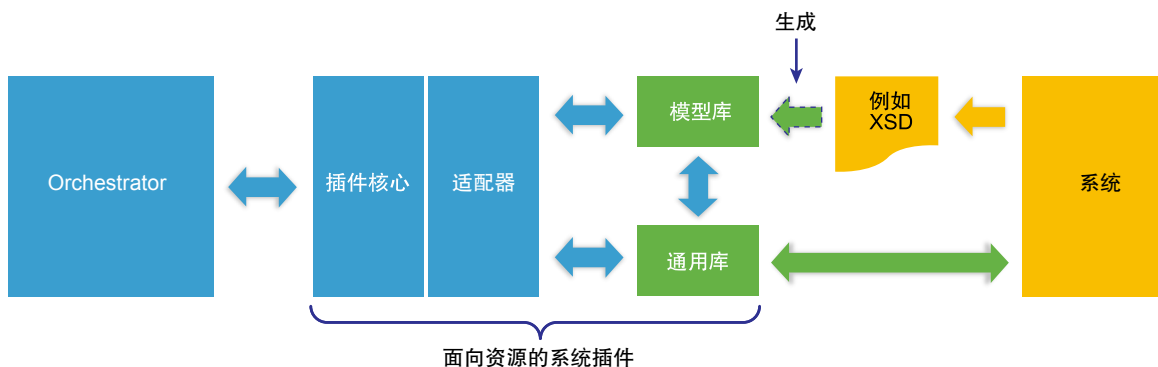 生成
Orchestrator
插件核心
适配器
模型库
例如
XSD
系统
通用库
面向资源的系统插件